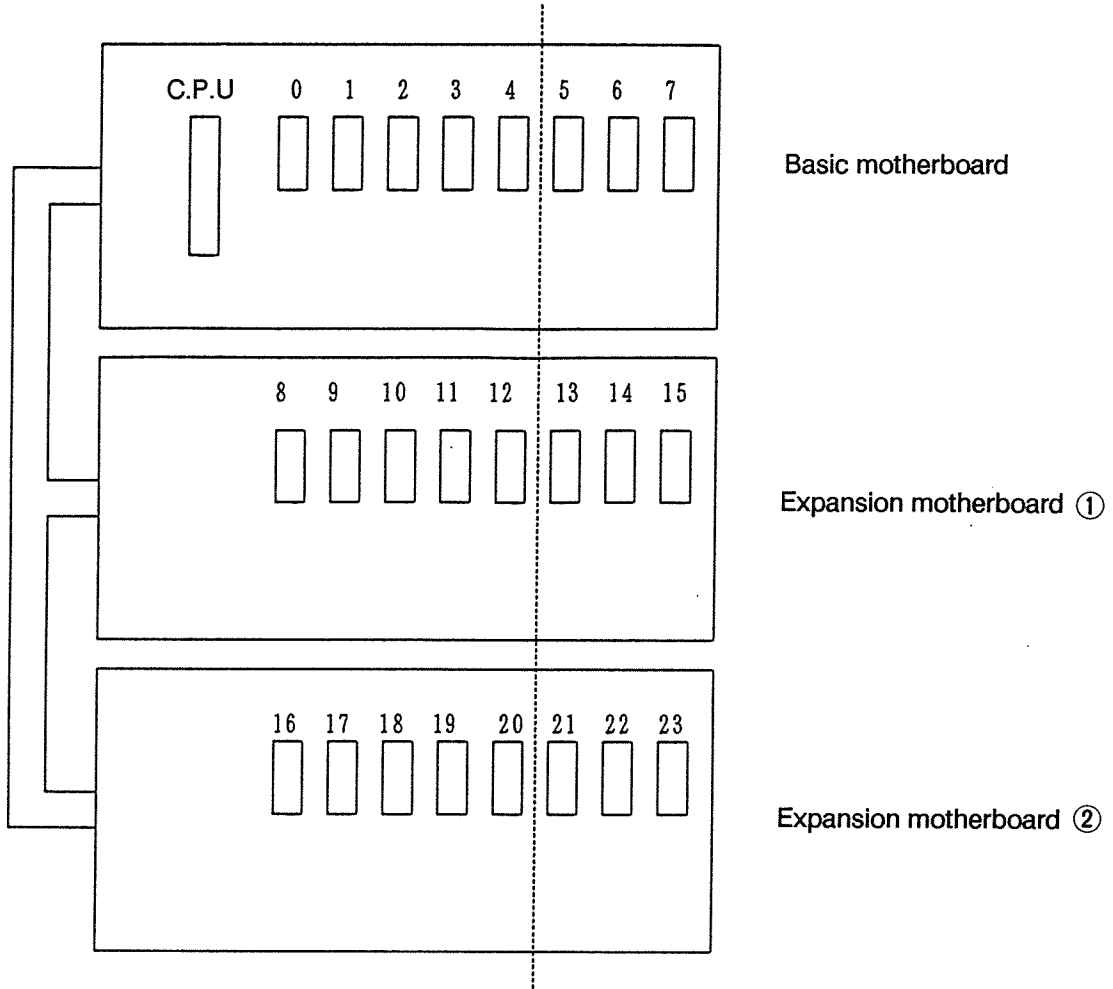 C.P.U 0 1 2 3 4 5 6 7
Basic motherboard
8 9 10 11 12 13 14 15
Expansion motherboard ①
16 17 18 19 20 21 22 23
Expansion motherboard ②